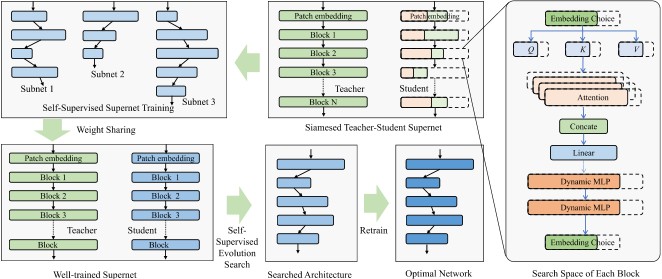 Subnet 1
Subnet 2
Subnet 3
Self-Supervised Supernet Training
Patch embedding
Block 1
Block 2
Block 3
Teacher
Block N
Patch embedding
Student
Siamesed Teacher-Student Supernet
Embedding Choice
Q
K
V
Attention
Concate
Linear
Dynamic MLP
Dynamic MLP
Embedding Choice
Search Space of Each Block
Weight Sharing
Patch embedding
Block 1
Block 2
Block 3
Teacher
Block
Patch embedding
Block 1
Block 2
Block 3
Student
Block
Well-trained Supernet
Self-
Supervised
Evolution
Search
Searched Architecture
Retrain
Optimal Network